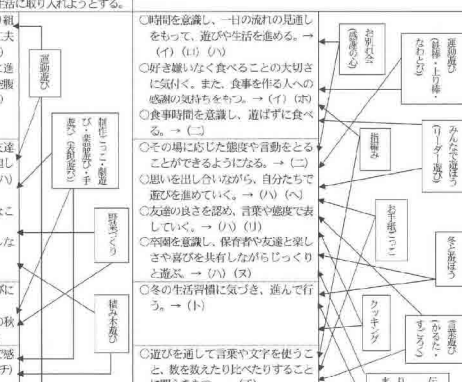 生活に取り入れようとする。
○時間を意識し、一日の流れの見通し
をもって、遊びや生活を進める。→
(イ)(ロ)(ハ)
○好き嫌いなく食べることの大切さ
に気付く。また、食事を作る人への
感謝の気持ちをもつ。→(イ)(ホ)
○食事時間を意識し、遊ばずに食べ
る。→(ニ)
○その場に応じた態度や言動をとる
ことができるようになる。→(ニ)
○思いを出し合いながら、自分たちで
遊びを進めていく。→(ハ)(ヘ)
○友達の良さを認め、言葉や態度で表
していく。→(ハ)(リ)
○卒園を意識し、保育者や友達と楽し
さや喜びを共有しながらじっくり
と遊ぶ。→(ハ)(ヌ)
○冬の生活習慣に気づき、進んで行
う。→(ト)
○遊びを通して言葉や文字を使うこ
と、数を数えたり比べたりすること
運動遊び
制作ごっこ・劇遊
び・楽器遊び・手
遊び(表現遊び)
野菜づくり
積み木遊び
お別れ会
(感謝の心)
指編み
お手紙ごっこ
クッキング
運動遊び
(鉄棒・上り棒・
なわとび)
みんなで遊ぼう
(リーダー遊び)
冬と遊ぼう
言葉遊び
(かるた・
すごろく)